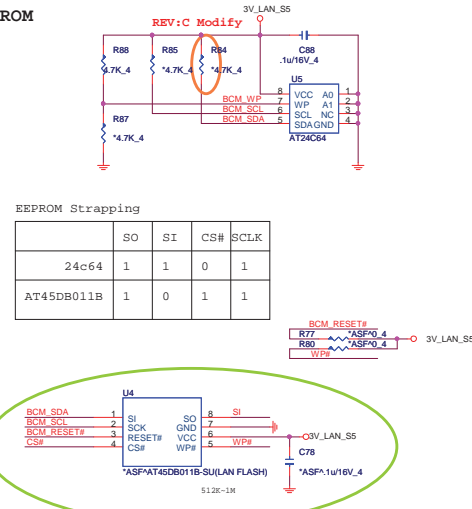 ROM
3V_LAN_S5
REV:C Modify
R88
R85
R84
C88
4.7K_4
*4.7K_4
*4.7K_4
.1u/16V_4
U5
8 VCC A0 1
BCM_WP 7 WP A1 2
BCM_SCL 6 SCL NC 3
BCM_SDA 5 SDA GND 4
AT24C64
R87
*4.7K_4
EEPROM Strapping
SO SI CS# SCLK
24c64 1 1 0 1
AT45DB011B 1 0 1 1
BCM_RESET#
R77 *ASF^0_4
3V_LAN_S5
R80 *ASF^0_4
WP#
U4
BCM_SDA 1 SI SO 8 SI
BCM_SCL 2 SCK GND 7
BCM_RESET# 3 RESET# VCC 6 3V_LAN_S5
CS# 4 CS# WP# 5 WP#
C78
*ASF^AT45DB011B-SU(LAN FLASH)
*ASF^.1u/16V_4
512K-1M